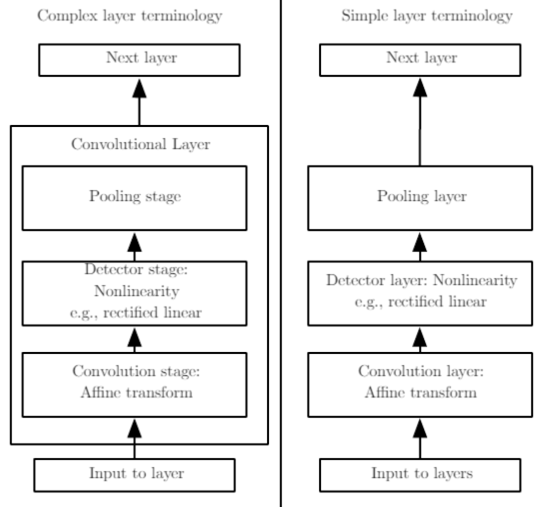 Complex layer terminology
Next layer
Convolutional Layer
Pooling stage
Detector stage:
Nonlinearity
e.g., rectified linear
Convolution stage:
Affine transform
Input to layer
Simple layer terminology
Next layer
Pooling layer
Detector layer: Nonlinearity
e.g., rectified linear
Convolution layer:
Affine transform
Input to layers